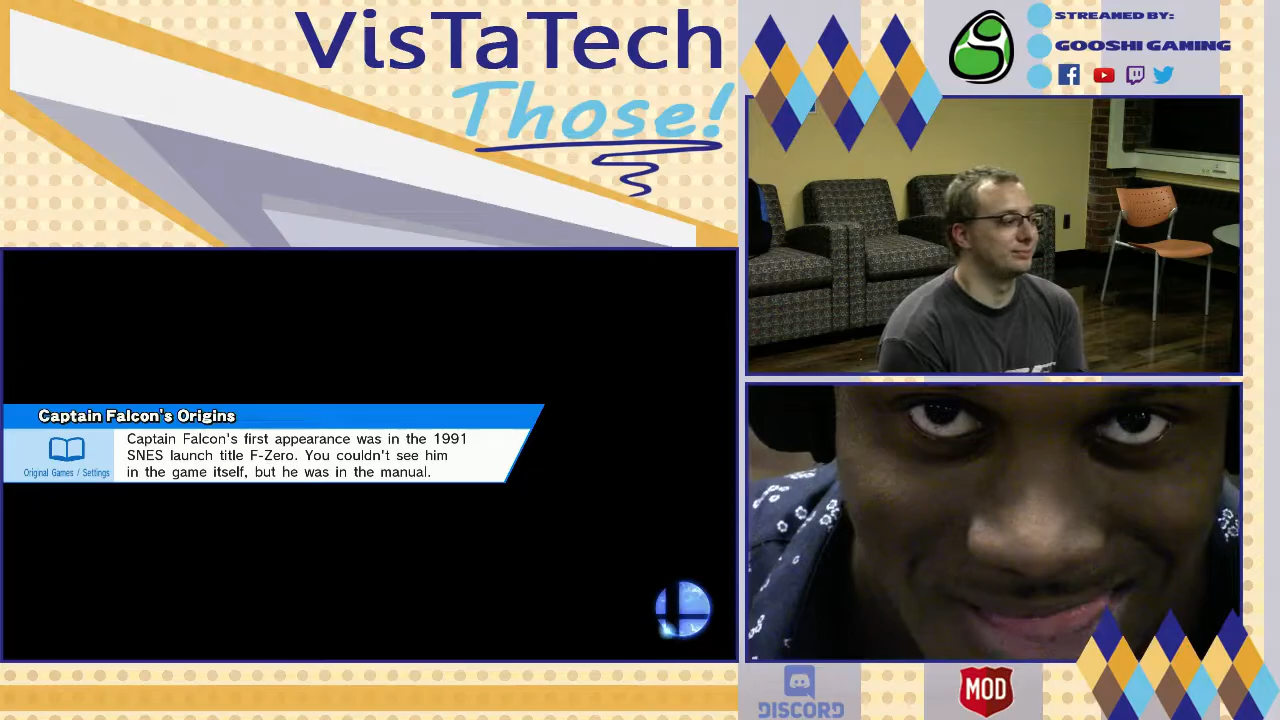 VisTaTech
Those!
STREAMED BY:
GOOSHI GAMING
Captain Falcon's Origins
Original Games / Settings
Captain Falcon's first appearance was in the 1991
SNES launch title F-Zero. You couldn't see him
in the game itself, but he was in the manual.
DISCORD
MOD